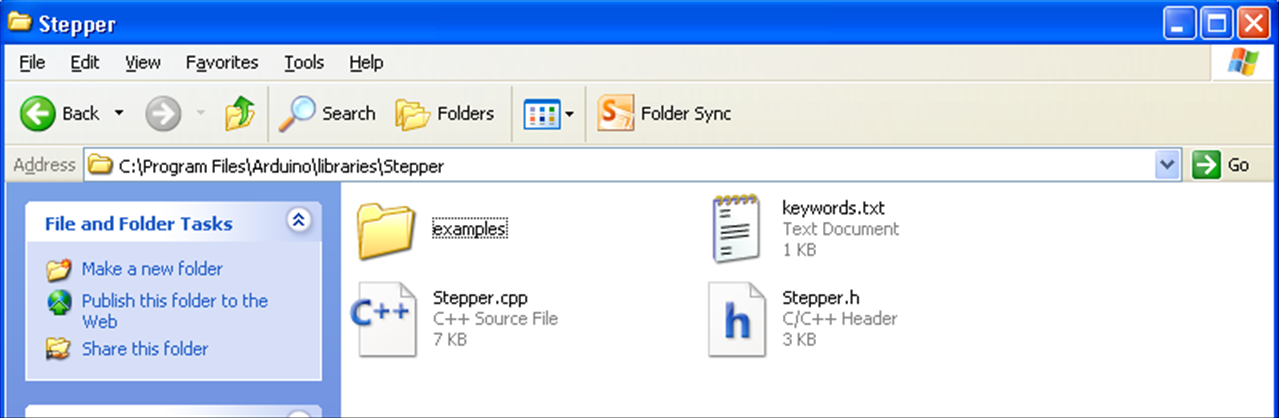 Stepper
File Edit View Favorites Tools Help
Back Search Folders Folder Sync
Address C:\Program Files\Arduino\libraries\Stepper Go
File and Folder Tasks
Make a new folder
Publish this folder to the
Web
Share this folder
examples
keywords.txt
Text Document
1 KB
Stepper.cpp
C++ Source File
7 KB
Stepper.h
C/C++ Header
3 KB
C++
h